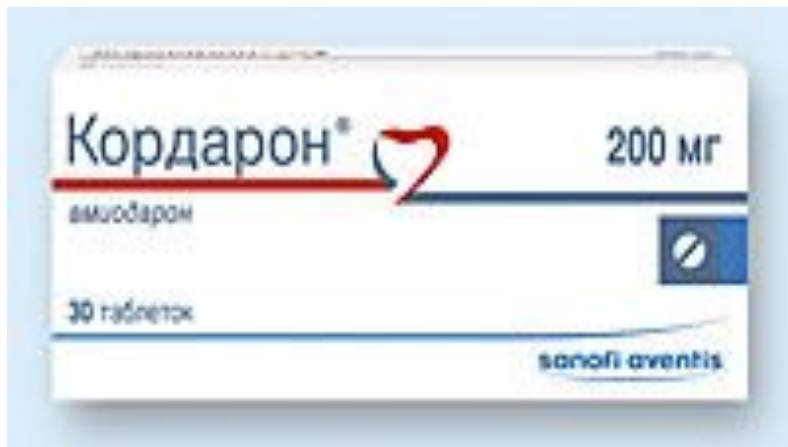 Кордарон®
200 мг
амиодарон
30 таблеток
sanofi aventis